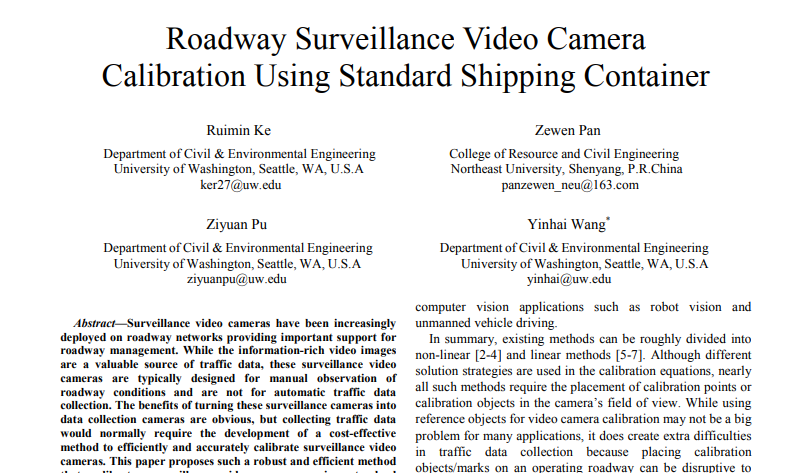 Roadway Surveillance Video Camera
Calibration Using Standard Shipping Container
Ruimin Ke
Department of Civil & Environmental Engineering
University of Washington, Seattle, WA, U.S.A
ker27@uw.edu
Zewen Pan
College of Resource and Civil Engineering
Northeast University, Shenyang, P.R.China
panzewen_neu@163.com
Ziyuan Pu
Department of Civil & Environmental Engineering
University of Washington, Seattle, WA, U.S.A
ziyuanpu@uw.edu
Yinhai Wang*
Department of Civil & Environmental Engineering
University of Washington, Seattle, WA, U.S.A
yinhai@uw.edu
Abstract—Surveillance video cameras have been increasingly
deployed on roadway networks providing important support for
roadway management. While the information-rich video images
are a valuable source of traffic data, these surveillance video
cameras are typically designed for manual observation of
roadway conditions and are not for automatic traffic data
collection. The benefits of turning these surveillance cameras into
data collection cameras are obvious, but collecting traffic data
would normally require the development of a cost-effective
method to efficiently and accurately calibrate surveillance video
cameras. This paper proposes such a robust and efficient method
computer vision applications such as robot vision and
unmanned vehicle driving.
In summary, existing methods can be roughly divided into
non-linear [2-4] and linear methods [5-7]. Although different
solution strategies are used in the calibration equations, nearly
all such methods require the placement of calibration points or
calibration objects in the camera's field of view. While using
reference objects for video camera calibration may not be a big
problem for many applications, it does create extra difficulties
in traffic data collection because placing calibration
objects/marks on an operating roadway can be disruptive to